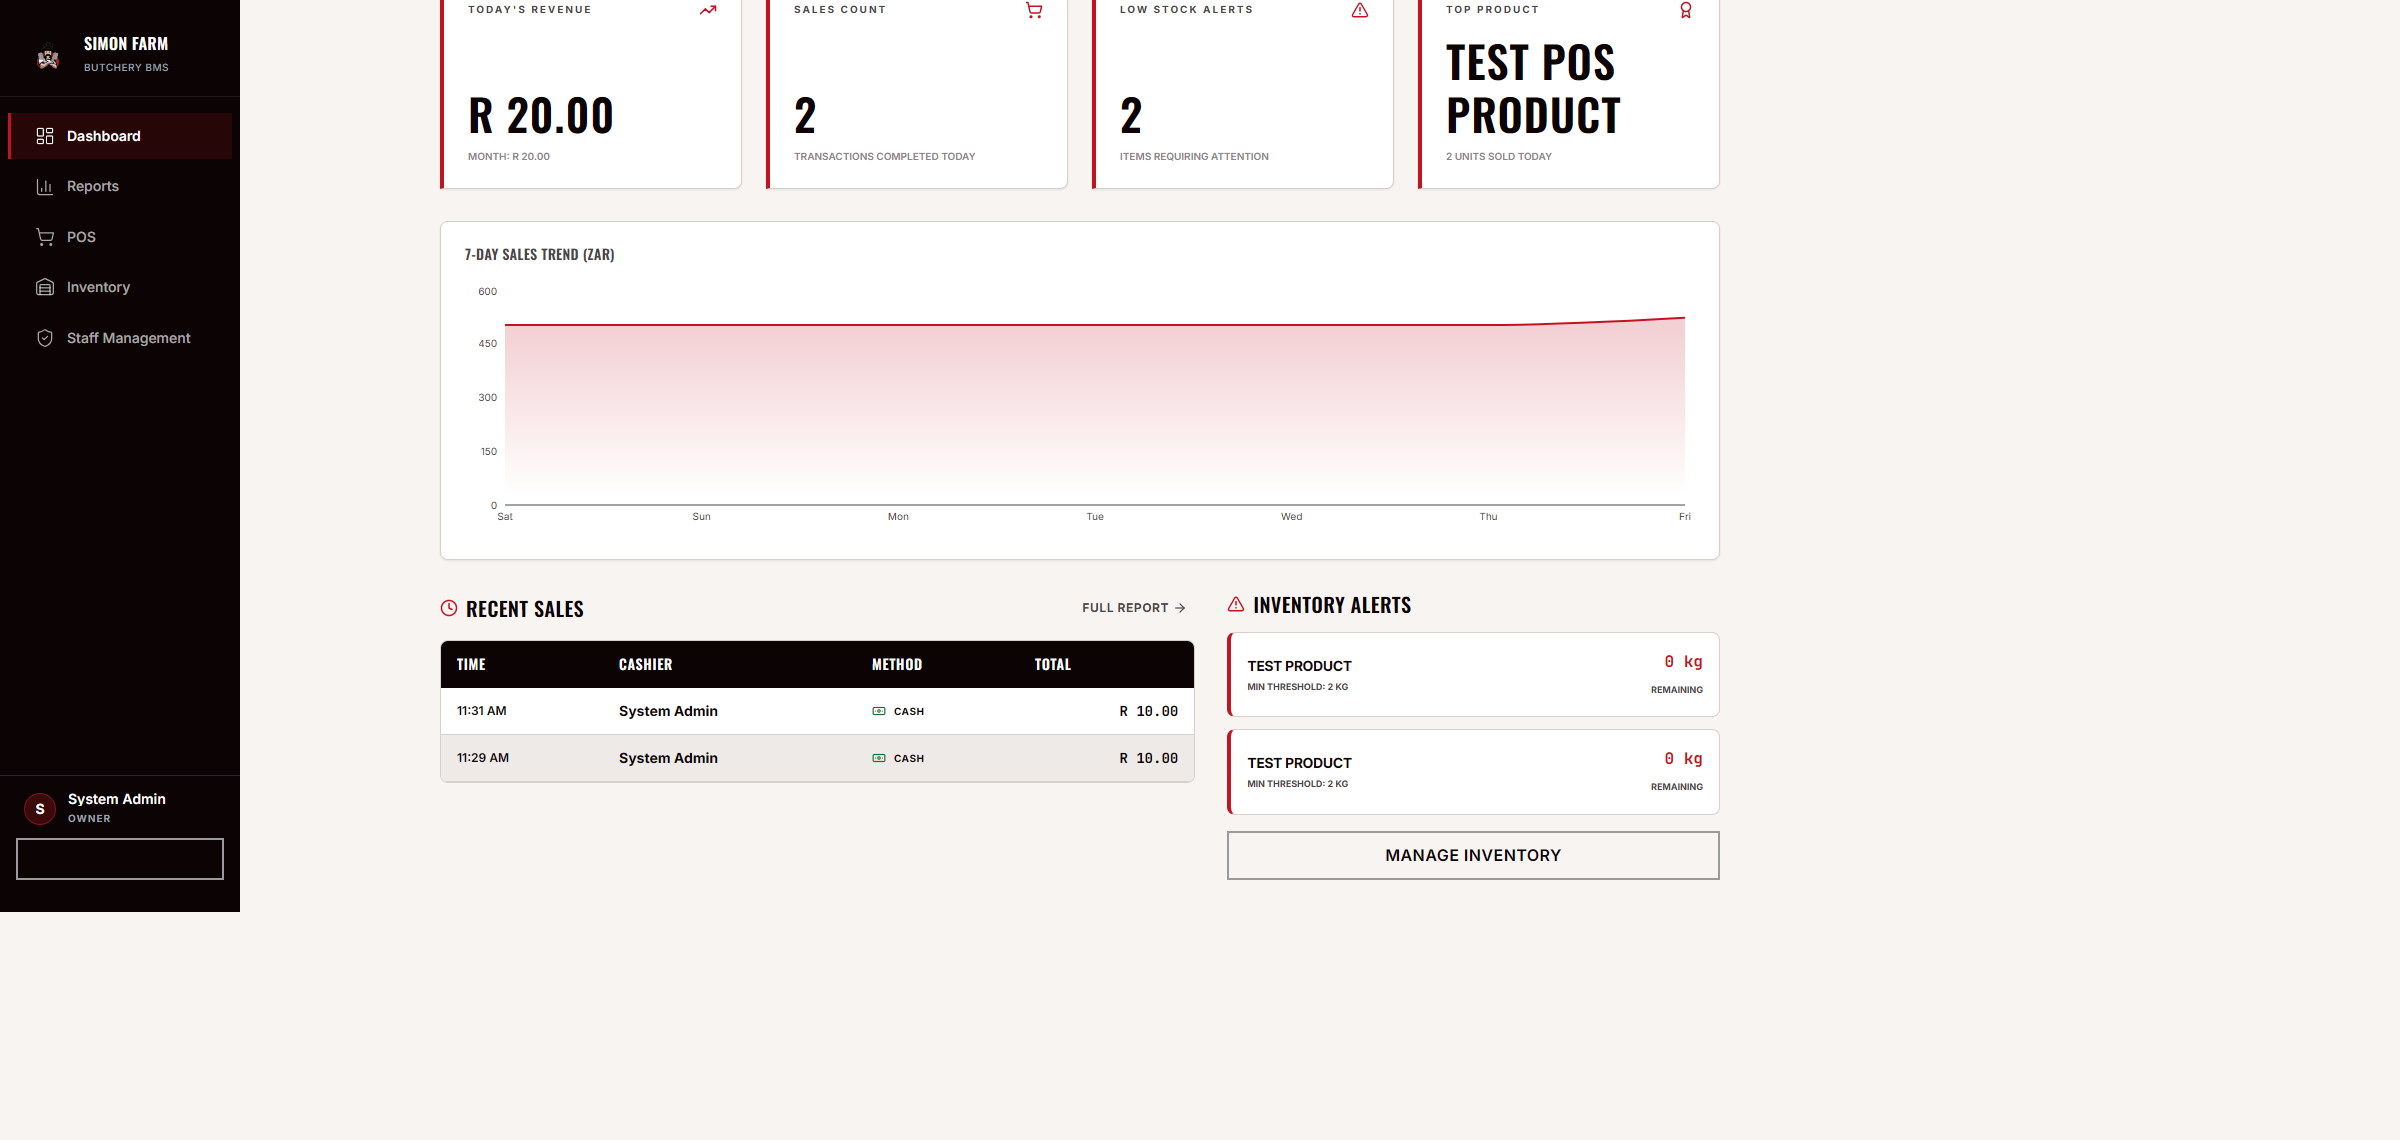 SIMON FARM
BUTCHERY BMS
Dashboard
Reports
POS
Inventory
Staff Management
System Admin
OWNER
S
TODAY'S REVENUE
R 20.00
MONTH: R 20.00
SALES COUNT
2
TRANSACTIONS COMPLETED TODAY
LOW STOCK ALERTS
2
ITEMS REQUIRING ATTENTION
TOP PRODUCT
TEST POS
PRODUCT
2 UNITS SOLD TODAY
7-DAY SALES TREND (ZAR)
600
450
300
150
0
Sat Sun Mon Tue Wed Thu Fri
RECENT SALES
FULL REPORT
TIME CASHIER METHOD TOTAL
11:31 AM System Admin CASH R 10.00
11:29 AM System Admin CASH R 10.00
INVENTORY ALERTS
TEST PRODUCT 0 kg
MIN THRESHOLD: 2 KG REMAINING
TEST PRODUCT 0 kg
MIN THRESHOLD: 2 KG REMAINING
MANAGE INVENTORY